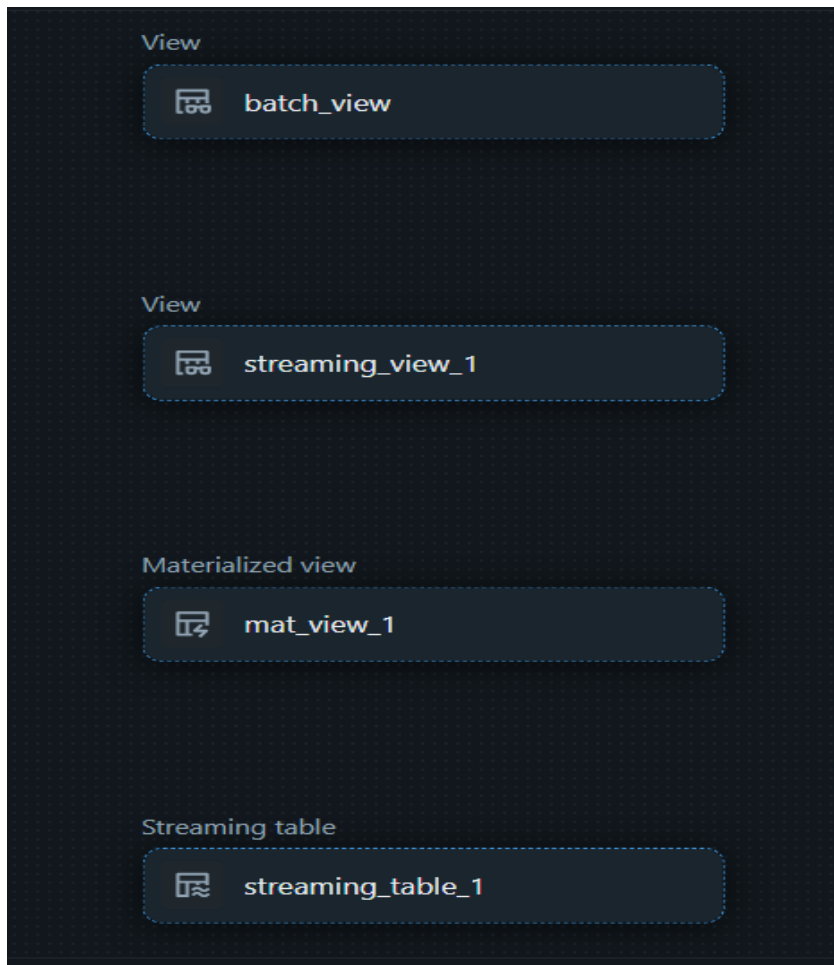 View
batch_view
View
streaming_view_1
Materialized view
mat_view_1
Streaming table
streaming_table_1